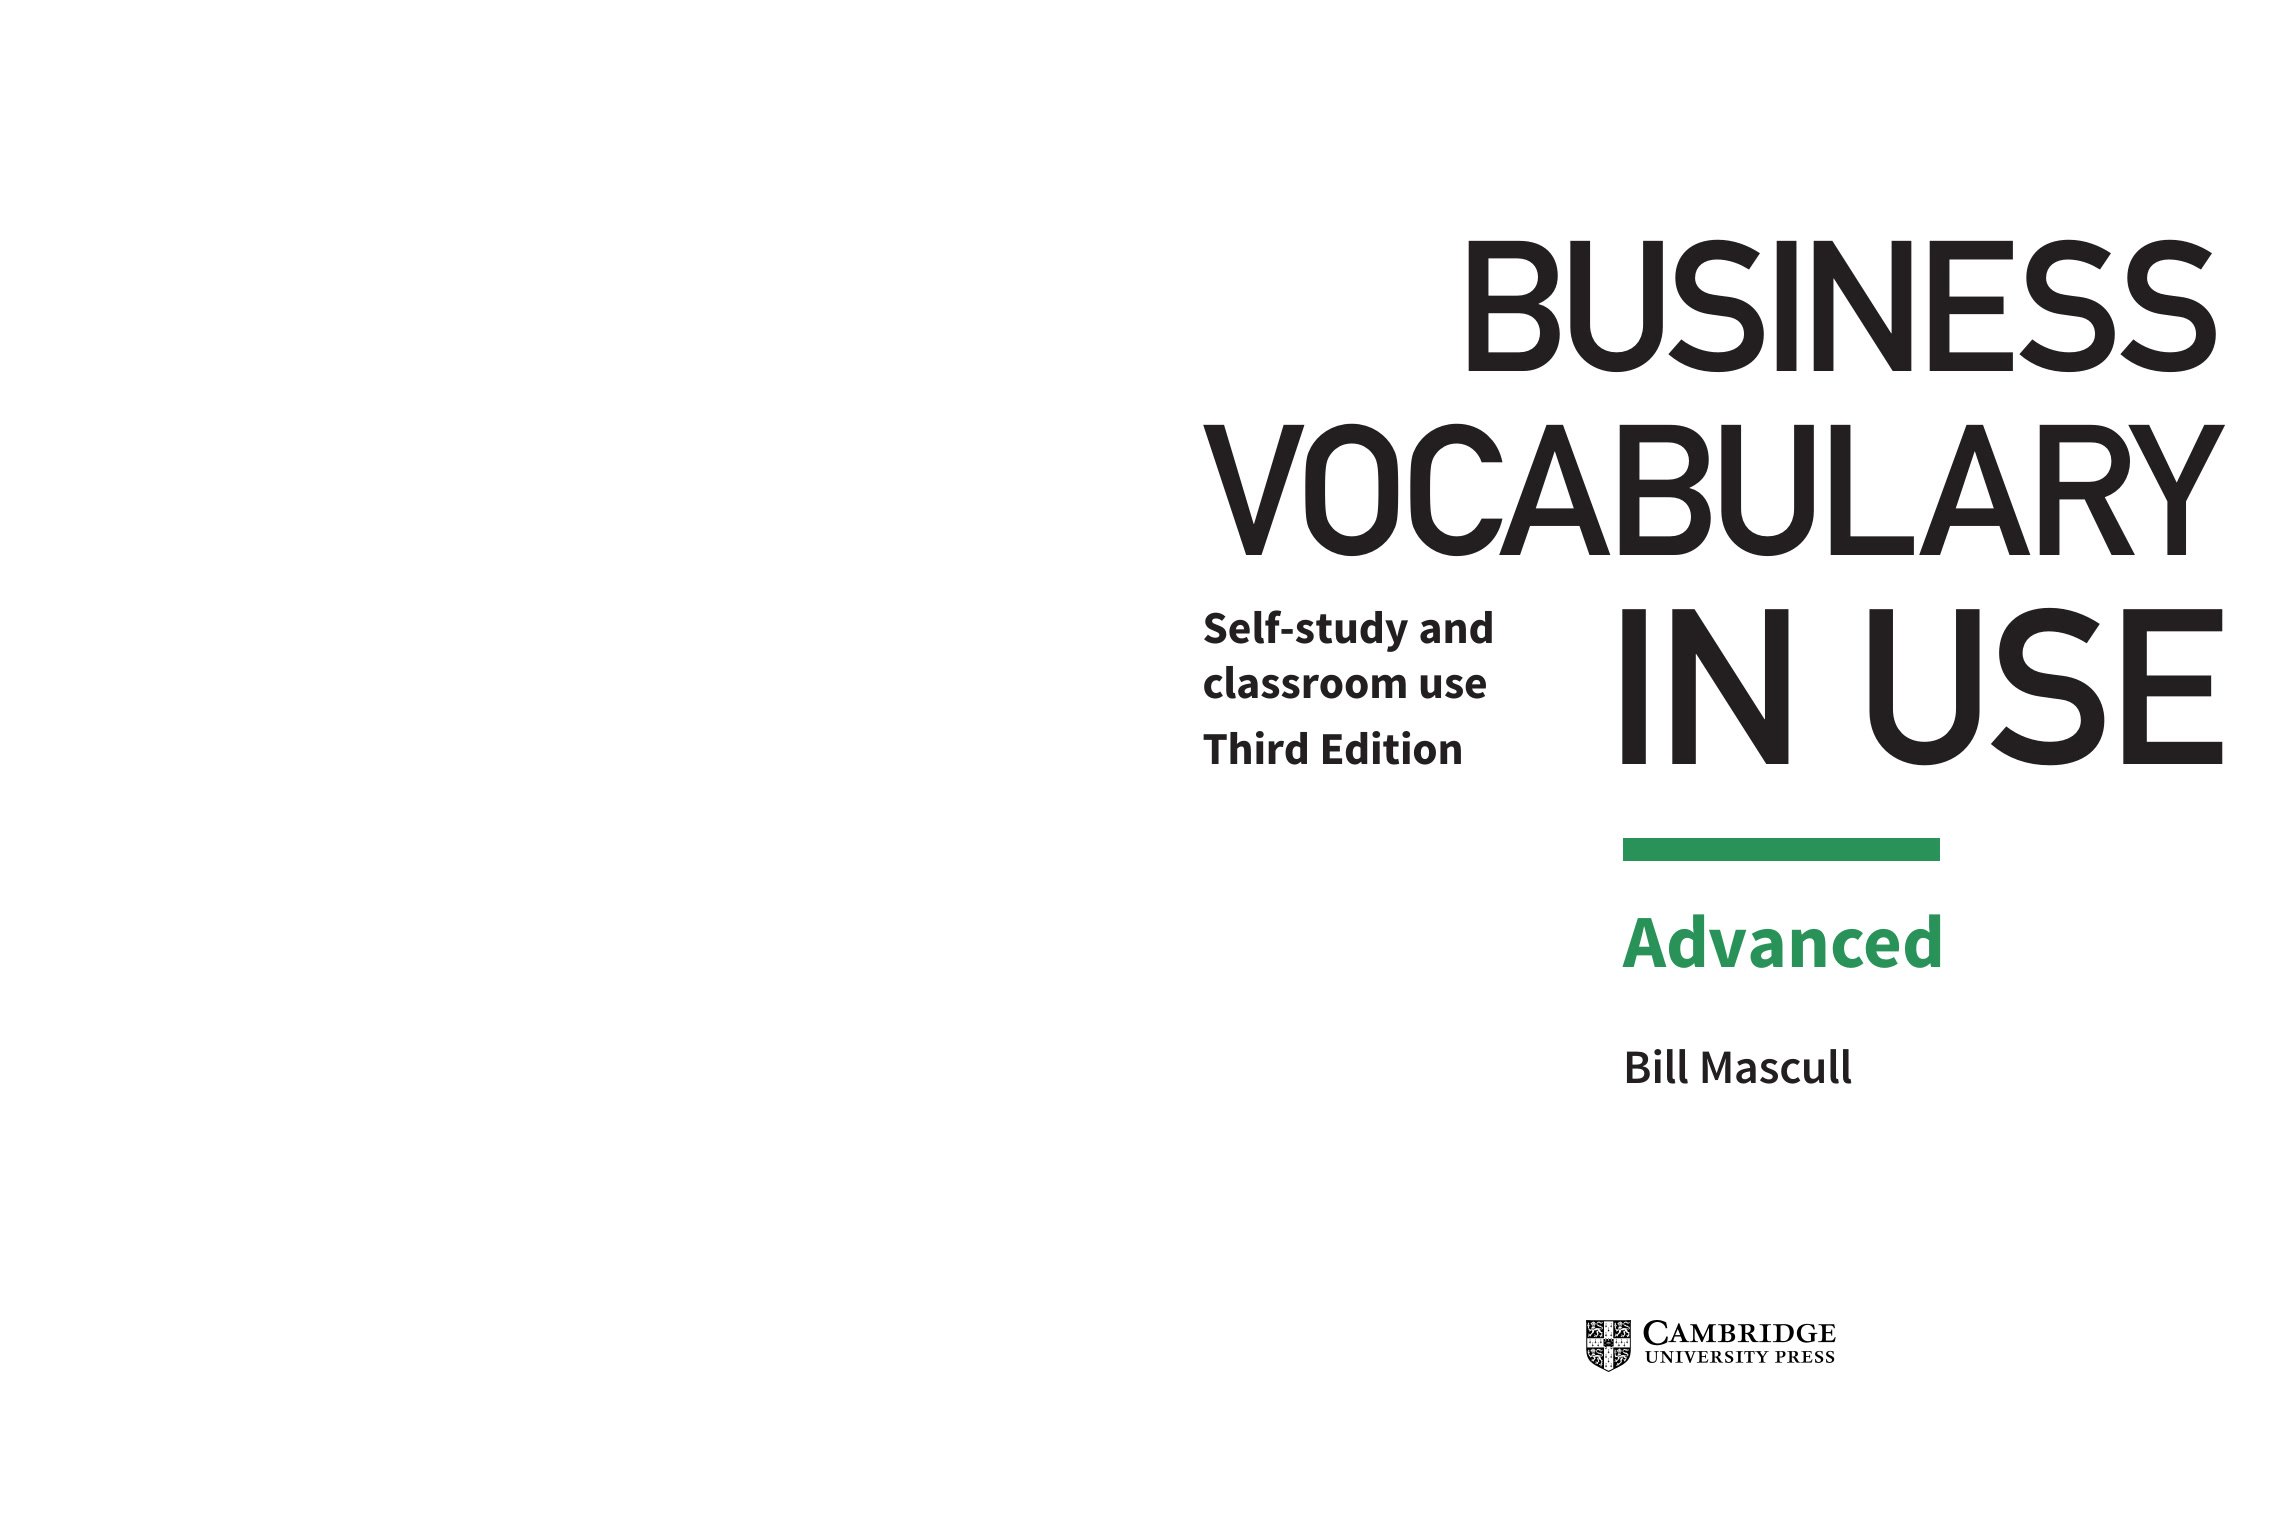 BUSINESS
VOCABULARY
IN USE
Self-study and
classroom use
Third Edition
Advanced
Bill Mascull
CAMBRIDGE
UNIVERSITY PRESS